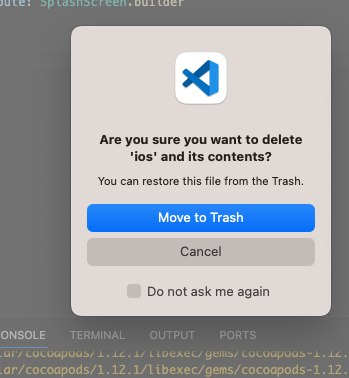 oute: SplashScreen.builder
Are you sure you want to delete
'ios' and its contents?
You can restore this file from the Trash.
Move to Trash
Cancel
Do not ask me again
ONSOLE TERMINAL OUTPUT PORTS
lar/cocoapods/1.12.1/libexec/gems/cocoapods-1.12.
lar/cocoapods/1.12.1/libexec/gems/cocoapods-1.12.